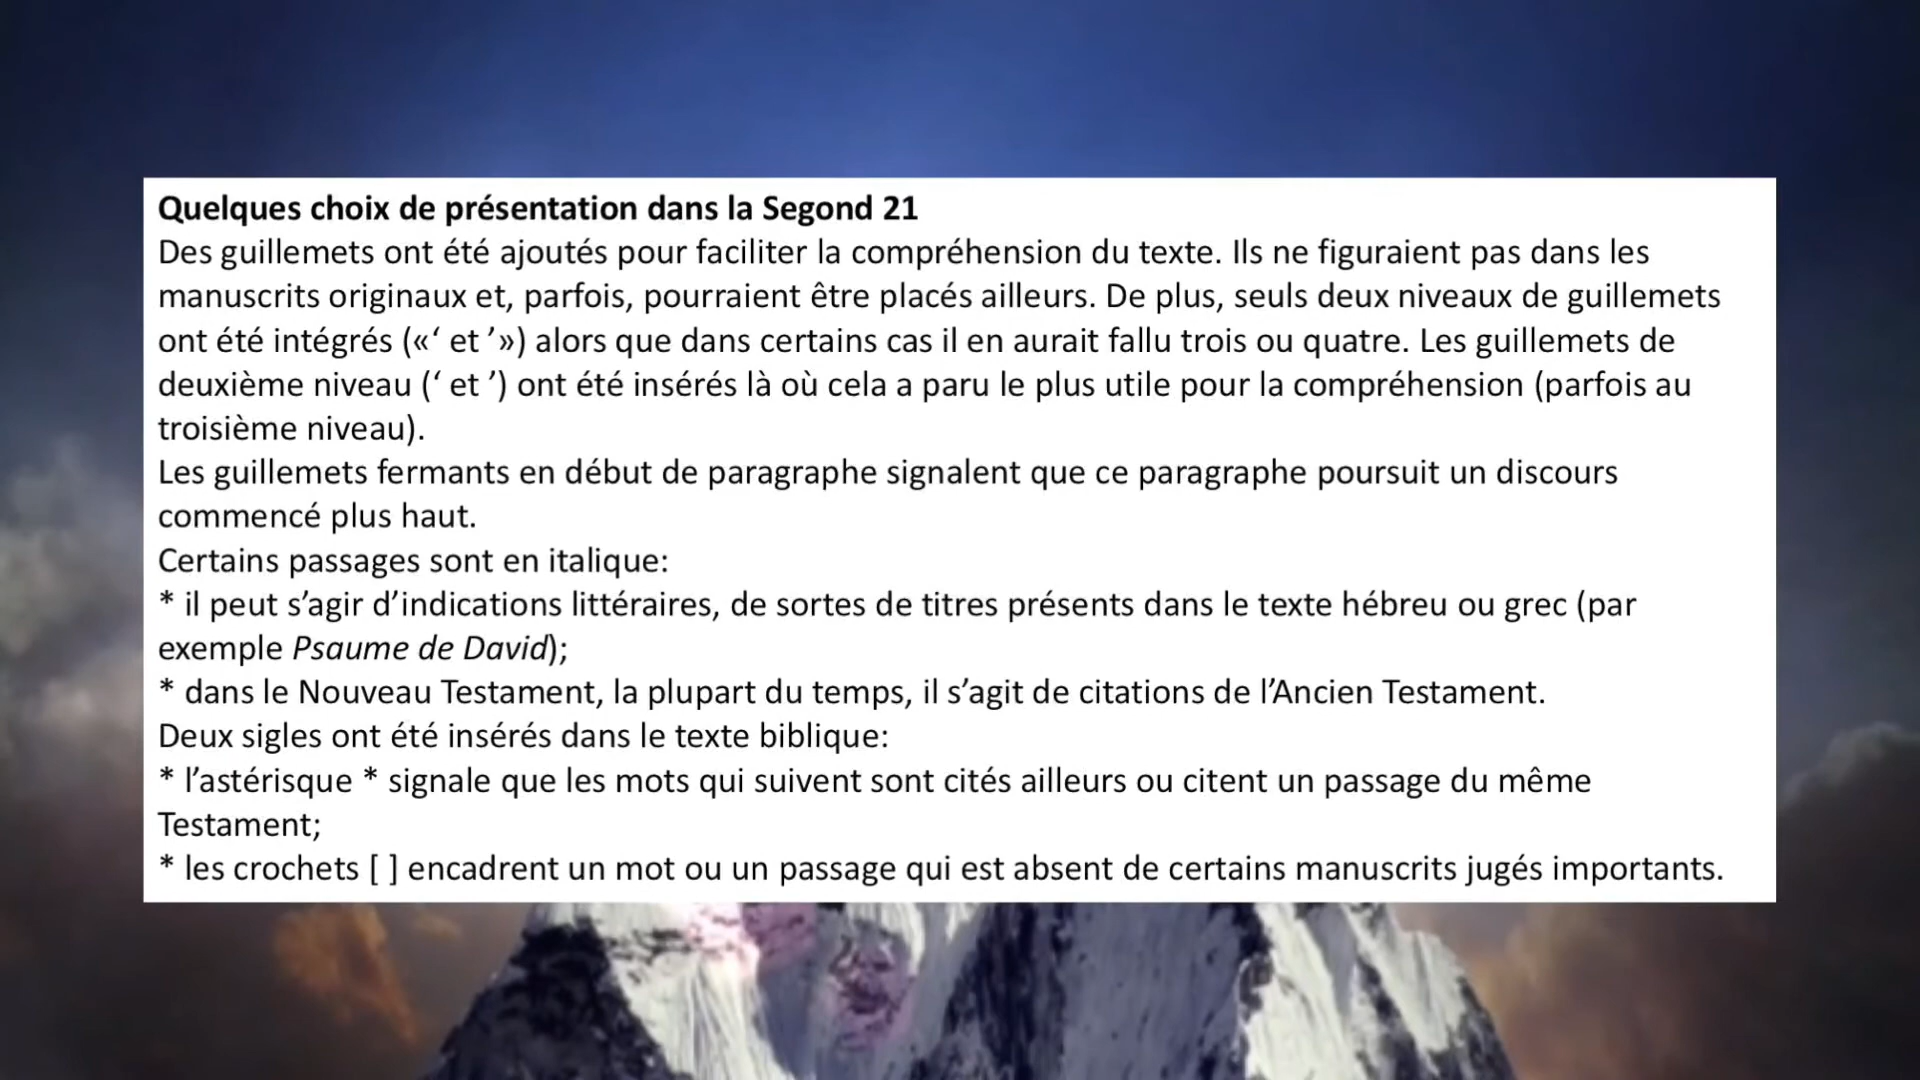 Quelques choix de présentation dans la Segond 21
Des guillemets ont été ajoutés pour faciliter la compréhension du texte. Ils ne figuraient pas dans les
manuscrits originaux et, parfois, pourraient être placés ailleurs. De plus, seuls deux niveaux de guillemets
ont été intégrés («‘ et ’») alors que dans certains cas il en aurait fallu trois ou quatre. Les guillemets de
deuxième niveau (‘ et ’) ont été insérés là où cela a paru le plus utile pour la compréhension (parfois au
troisième niveau).
Les guillemets fermants en début de paragraphe signalent que ce paragraphe poursuit un discours
commencé plus haut.
Certains passages sont en italique:
* il peut s’agir d’indications littéraires, de sortes de titres présents dans le texte hébreu ou grec (par
exemple Psaume de David);
* dans le Nouveau Testament, la plupart du temps, il s’agit de citations de l’Ancien Testament.
Deux sigles ont été insérés dans le texte biblique:
* l’astérisque * signale que les mots qui suivent sont cités ailleurs ou citent un passage du même
Testament;
* les crochets [ ] encadrent un mot ou un passage qui est absent de certains manuscrits jugés importants.